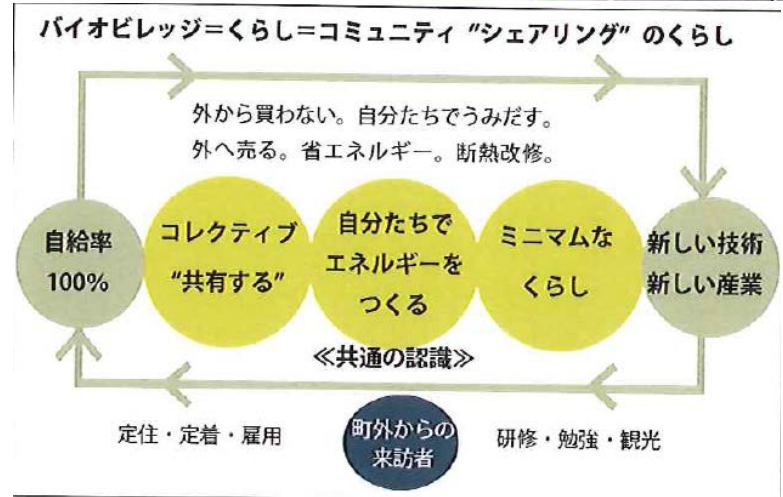 バイオビレッジ＝くらし＝コミュニティ “シェアリング” のくらし
外から買わない。自分たちでうみだす。
外へ売る。省エネルギー。断熱改修。
自給率
100%
コレクティブ
“共有する”
自分たちで
エネルギーを
つくる
ミニマムな
くらし
新しい技術
新しい産業
≪共通の認識≫
定住・定着・雇用
町外からの
来訪者
研修・勉強・観光